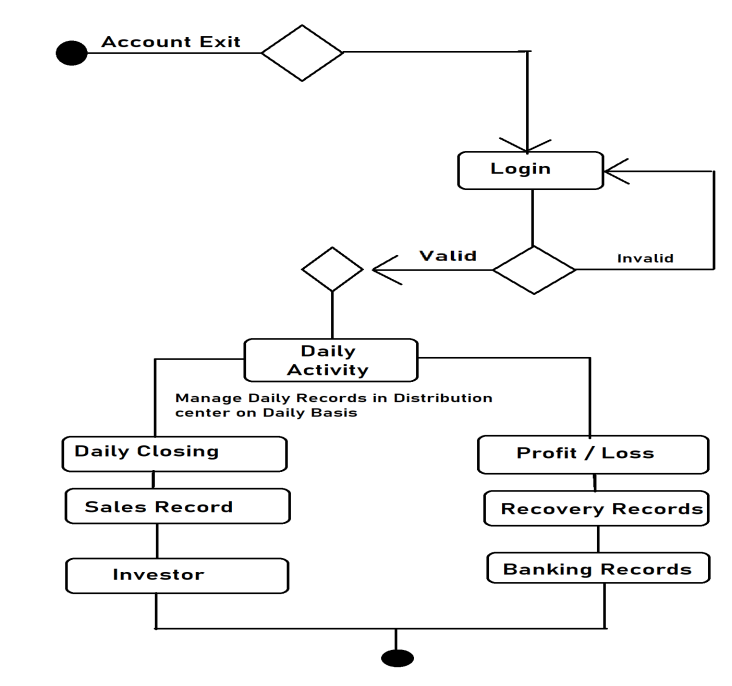 Account Exit
Login
Valid
Invalid
Daily
Activity
Manage Daily Records in Distribution
center on Daily Basis
Daily Closing
Profit / Loss
Sales Record
Recovery Records
Investor
Banking Records